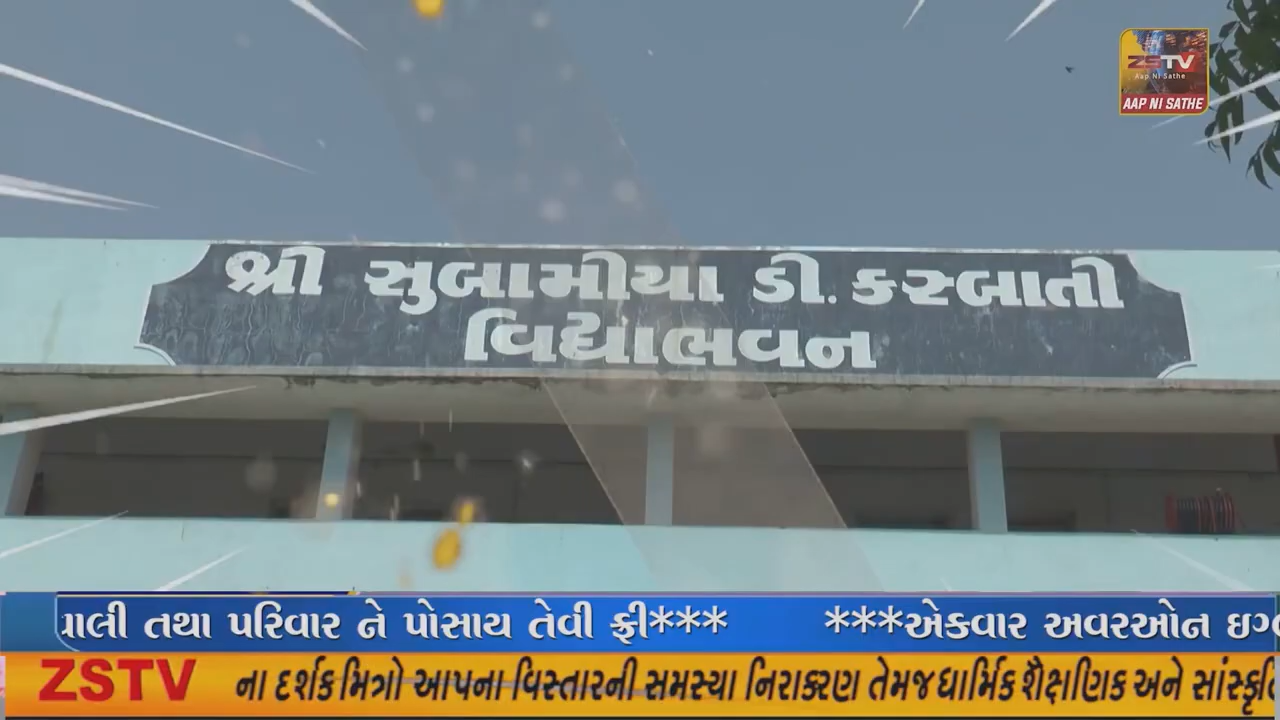 ZSTV
Aap Ni Sathe
AAP NI SATHE
શ્રી સુબામીયા ડી. કરબાતી
વિદ્યાભવન
વાલી તથા પરિવાર ને પોસાય તેવી ફ્રી*** ***એકવાર અવરઓન
ZSTV ના દર્શક મિત્રો આપના વિસ્તારની સમસ્યા નિરાકરણ તેમજ ધાર્મિક શૈક્ષણિક અને